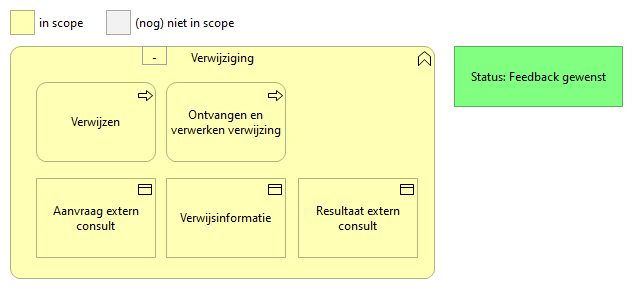 in scope
(nog) niet in scope
-
Verwijziging
Status: Feedback gewenst
Verwijzen
Ontvangen en
verwerken verwijzing
Aanvraag extern
consult
Verwijsinformatie
Resultaat extern
consult